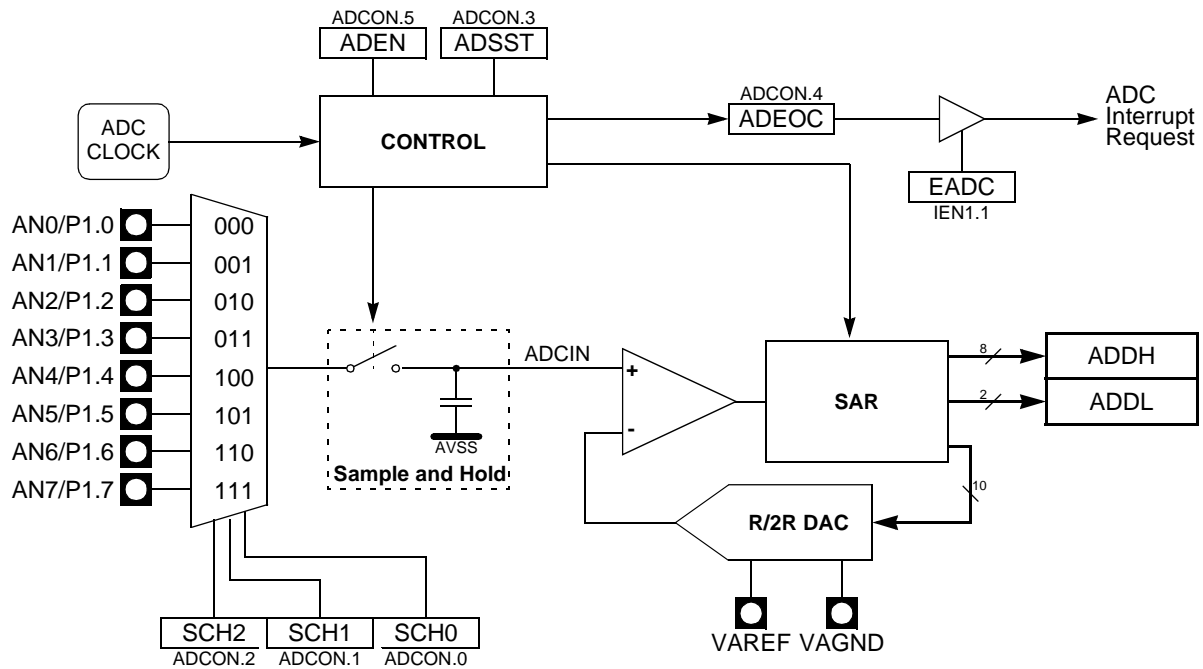 ADCON.5
ADEN
ADCON.3
ADSST
ADC
CLOCK
CONTROL
ADCON.4
ADEOC
ADC
Interrupt
Request
EADC
IEN1.1
AN0/P1.0
000
AN1/P1.1
001
AN2/P1.2
010
AN3/P1.3
011
AN4/P1.4
100
AN5/P1.5
101
AN6/P1.6
110
AN7/P1.7
111
ADCIN
AVSS
Sample and Hold
+
-
SAR
8
ADDH
2
ADDL
10
R/2R DAC
VAREF
VAGND
SCH2
SCH1
SCH0
ADCON.2
ADCON.1
ADCON.0